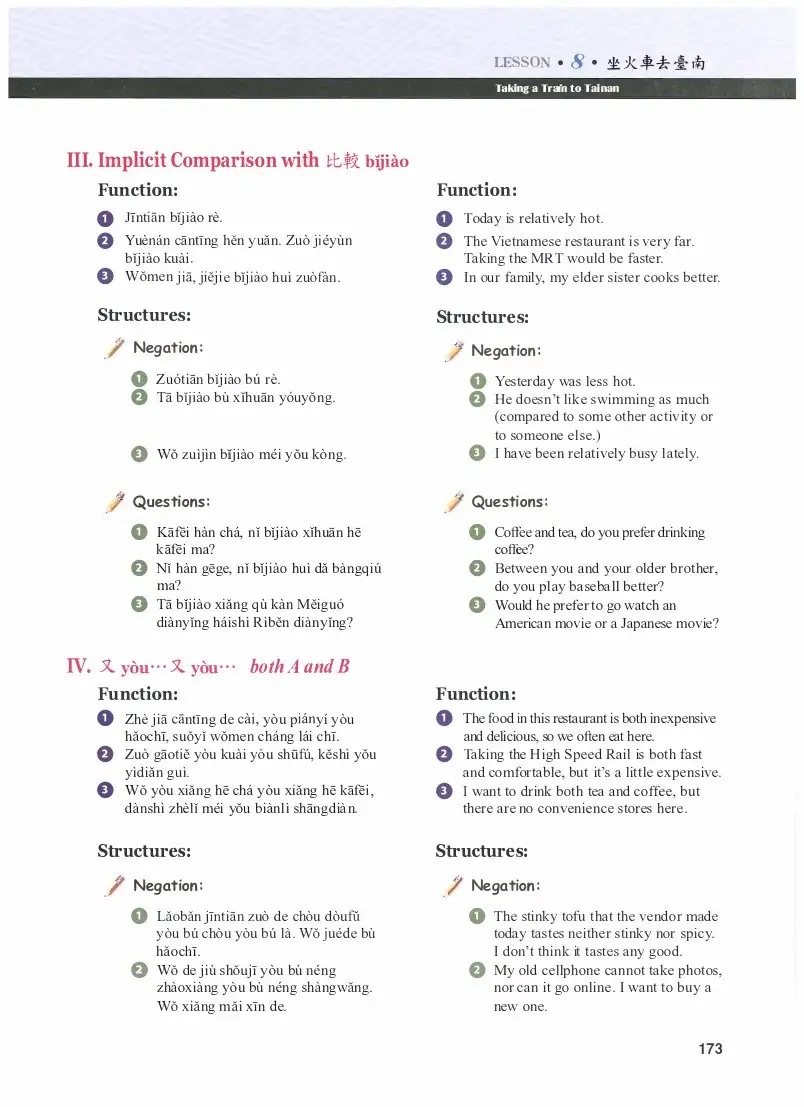 LESSON • 8 • 坐火車去臺南
Taking a Train to Tainan
III. Implicit Comparison with 比較 bǐjiào
Function:
1 Jīntiān bǐjiào rè.
2 Yuènán cāntīng hěn yuǎn. Zuò jiéyùn
bǐjiào kuài.
3 Wǒmen jiā, jiějie bǐjiào huì zuòfàn.
Structures:
Negation:
1 Zuótiān bǐjiào bú rè.
2 Tā bǐjiào bù xǐhuān yóuyǒng.
3 Wǒ zuìjìn bǐjiào méi yǒu kòng.
Questions:
1 Kāfēi hàn chá, nǐ bǐjiào xǐhuān hē
kāfēi ma?
2 Nǐ hàn gēge, nǐ bǐjiào huì dǎ bàngqiú
ma?
3 Tā bǐjiào xiǎng qù kàn Měiguó
diànyǐng háishì Rìběn diànyǐng?
Function:
1 Today is relatively hot.
2 The Vietnamese restaurant is very far.
Taking the MRT would be faster.
3 In our family, my elder sister cooks better.
Structures:
Negation:
1 Yesterday was less hot.
2 He doesn't like swimming as much
(compared to some other activity or
to someone else.)
3 I have been relatively busy lately.
Questions:
1 Coffee and tea, do you prefer drinking
coffee?
2 Between you and your older brother,
do you play baseball better?
3 Would he prefer to go watch an
American movie or a Japanese movie?
IV. 又 yòu⋯又 yòu⋯ both A and B
Function:
1 Zhè jiā cāntīng de cài, yòu piányí yòu
hǎochī, suǒyǐ wǒmen cháng lái chī.
2 Zuò gāotiě yòu kuài yòu shūfú, kěshì yǒu
yìdiǎn guì.
3 Wǒ yòu xiǎng hē chá yòu xiǎng hē kāfēi,
dànshì zhèlǐ méi yǒu biànlì shāngdiàn.
Structures:
Negation:
1 Lǎobǎn jīntiān zuò de chòu dòufǔ
yòu bú chòu yòu bú là. Wǒ juéde bù
hǎochī.
2 Wǒ de jiù shǒujī yòu bù néng
zhàoxiàng yòu bù néng shàngwǎng.
Wǒ xiǎng mǎi xīn de.
Function:
1 The food in this restaurant is both inexpensive
and delicious, so we often eat here.
2 Taking the High Speed Rail is both fast
and comfortable, but it's a little expensive.
3 I want to drink both tea and coffee, but
there are no convenience stores here.
Structures:
Negation:
1 The stinky tofu that the vendor made
today tastes neither stinky nor spicy.
I don't think it tastes any good.
2 My old cellphone cannot take photos,
nor can it go online. I want to buy a
new one.
173